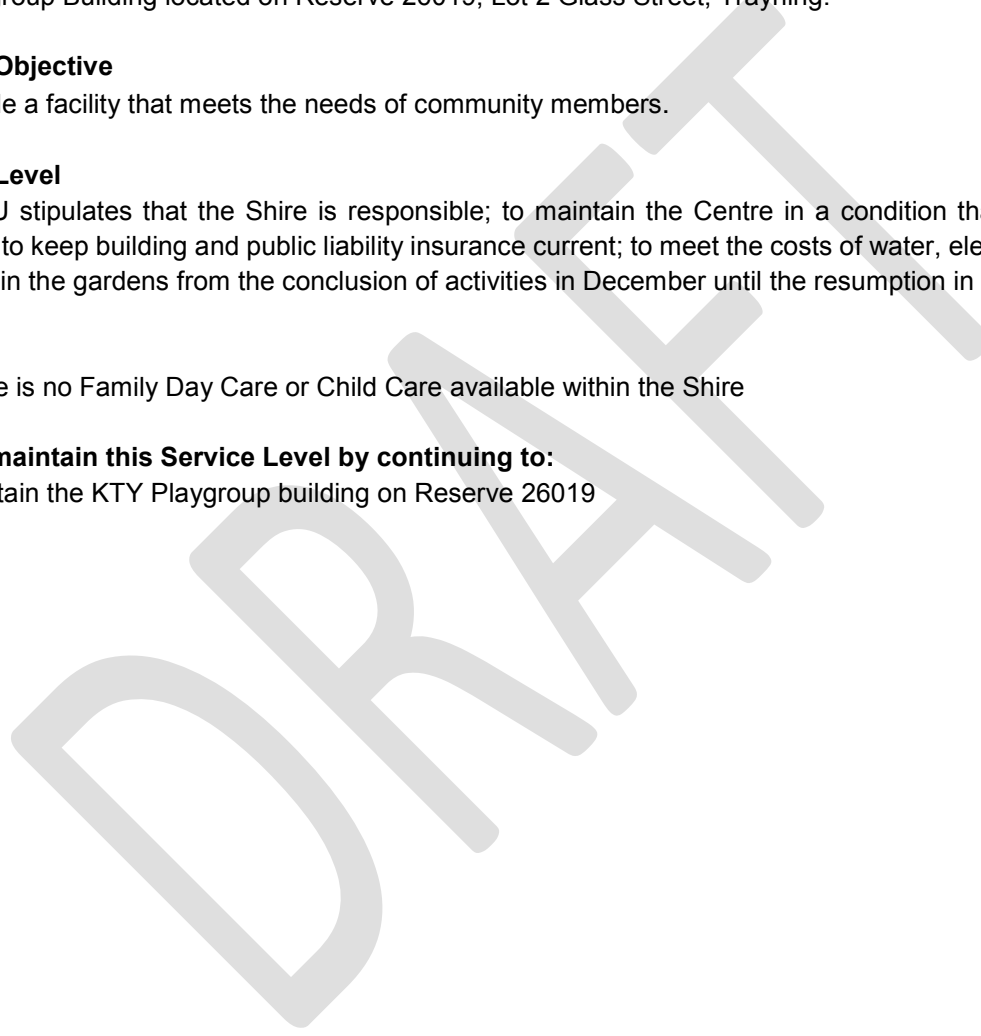 group Building located on Reserve 26019, Lot 2 Glass Street, Trayning.
Objective
e a facility that meets the needs of community members.
Level
U stipulates that the Shire is responsible; to maintain the Centre in a condition tha
to keep building and public liability insurance current; to meet the costs of water, ele
in the gardens from the conclusion of activities in December until the resumption in
e is no Family Day Care or Child Care available within the Shire
maintain this Service Level by continuing to:
tain the KTY Playgroup building on Reserve 26019
DRAFT